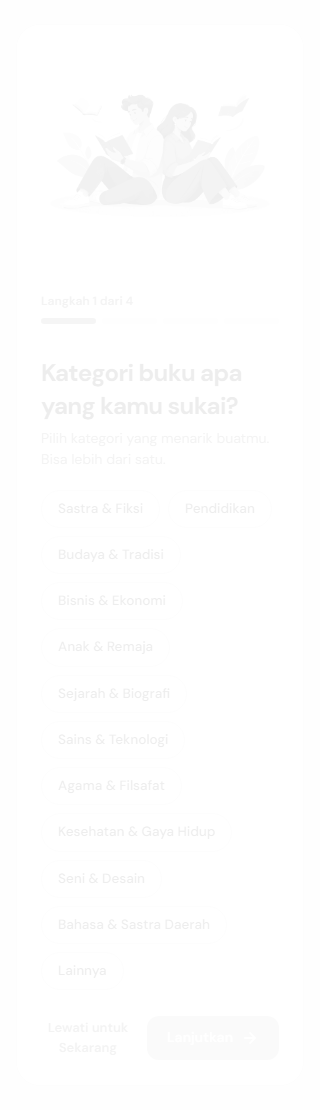 Langkah 1 dari 4
Kategori buku apa
yang kamu sukai?
Pilih kategori yang menarik buatmu.
Bisa lebih dari satu.
Sastra & Fiksi
Pendidikan
Budaya & Tradisi
Bisnis & Ekonomi
Anak & Remaja
Sejarah & Biografi
Sains & Teknologi
Agama & Filsafat
Kesehatan & Gaya Hidup
Seni & Desain
Bahasa & Sastra Daerah
Lainnya
Lewati untuk
Sekarang
Lanjutkan →